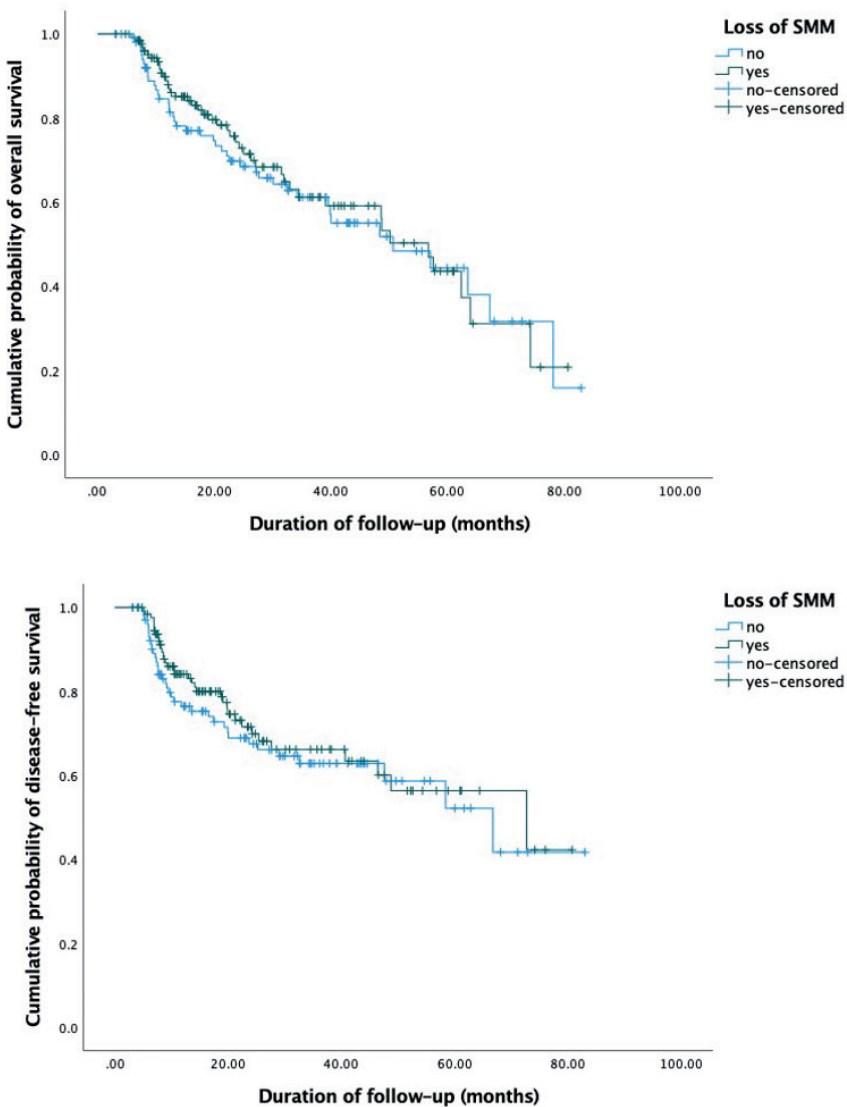 Loss of SMM
no
yes
no-censored
yes-censored
Cumulative probability of overall survival
1.0
0.8
0.6
0.4
0.2
0.0
.00 20.00 40.00 60.00 80.00 100.00
Duration of follow-up (months)
Loss of SMM
no
yes
no-censored
yes-censored
Cumulative probability of disease-free survival
1.0
0.8
0.6
0.4
0.2
0.0
.00 20.00 40.00 60.00 80.00 100.00
Duration of follow-up (months)